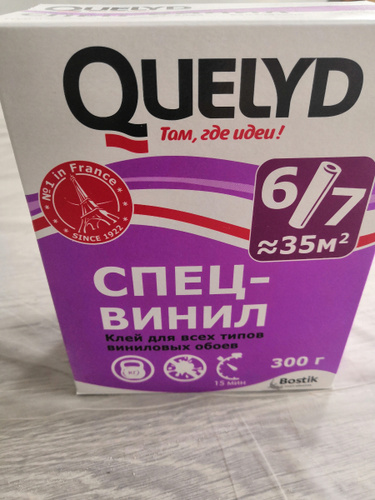 QUELYD
Там, где идеи!
№1 in France
SINCE 1922
6/7
≈35м²
СПЕЦ-
ВИНИЛ
Клей для всех типов
виниловых обоев
15 мин
300 г
Bostik